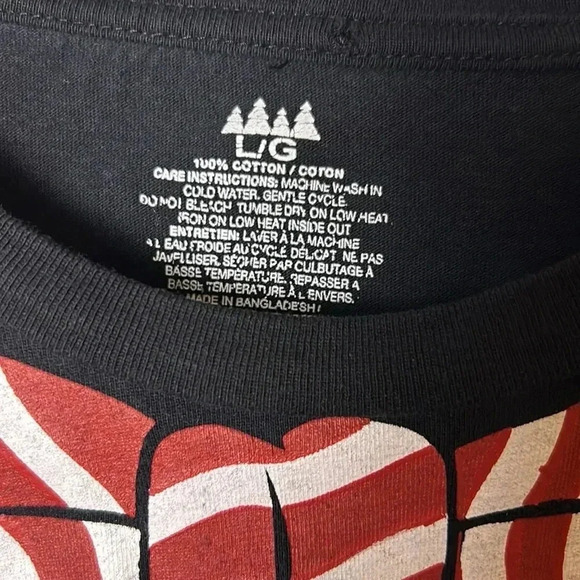 L/G
100% COTTON / COTON
CARE INSTRUCTIONS: MACHINE WASH IN
COLD WATER. GENTLE CYCLE.
DO NOT BLEACH TUMBLE DRY ON LOW HEAT
IRON ON LOW HEAT INSIDE OUT
ENTRETIEN: LAVER À LA MACHINE
À L EAU FROIDE AU CYCLE DÉLICAT NE PAS
JAVELLISER. SÉCHER PAR CULBUTAGE À
BASSE TEMPÉRATURE. REPASSER À
BASSE TEMPÉRATURE À L ENVERS.
MADE IN BANGLADESH /